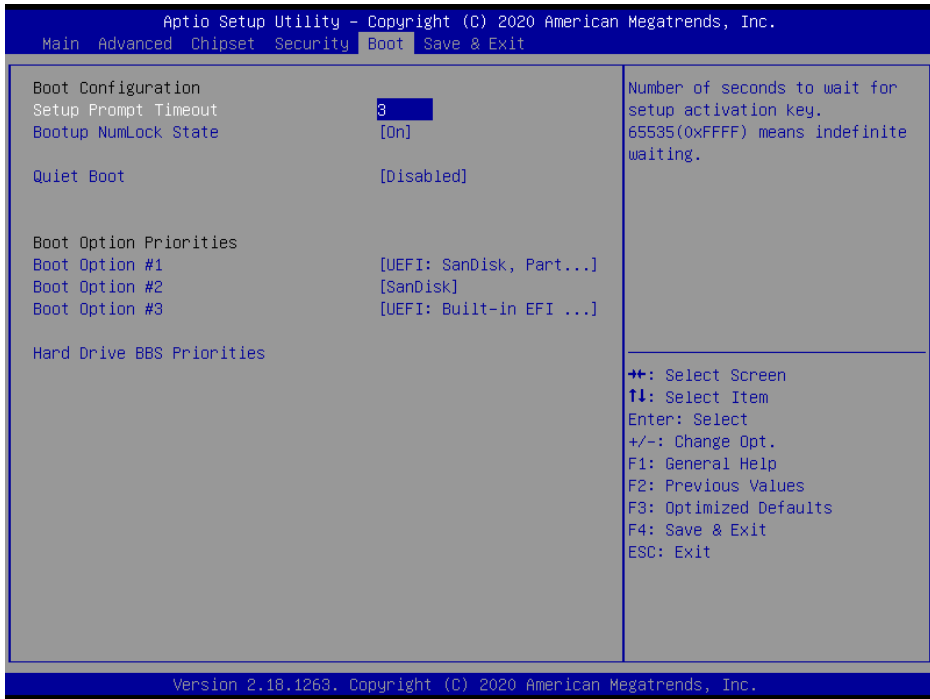 Aptio Setup Utility – Copyright (C) 2020 American Megatrends, Inc.
Main Advanced Chipset Security Boot Save & Exit
Boot Configuration
Setup Prompt Timeout 3
Bootup NumLock State [On]
Quiet Boot [Disabled]
Boot Option Priorities
Boot Option #1 [UEFI: SanDisk, Part...]
Boot Option #2 [SanDisk]
Boot Option #3 [UEFI: Built-in EFI ...]
Hard Drive BBS Priorities
Number of seconds to wait for
setup activation key.
65535(0xFFFF) means indefinite
waiting.
→←: Select Screen
↑↓: Select Item
Enter: Select
+/-: Change Opt.
F1: General Help
F2: Previous Values
F3: Optimized Defaults
F4: Save & Exit
ESC: Exit
Version 2.18.1263. Copyright (C) 2020 American Megatrends, Inc.